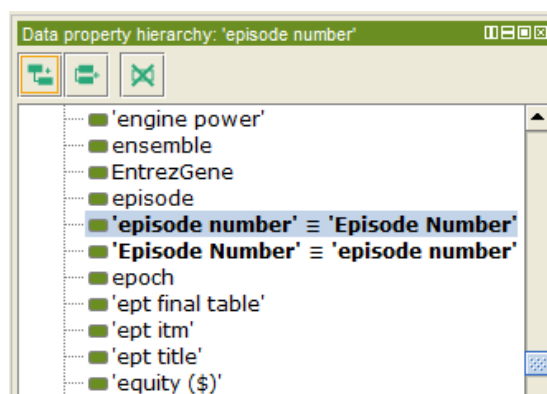 Data property hierarchy: 'episode number'
'engine power'
ensemble
EntrezGene
episode
'episode number' ≡ 'Episode Number'
'Episode Number' ≡ 'episode number'
epoch
'ept final table'
'ept itm'
'ept title'
'equity ($)'